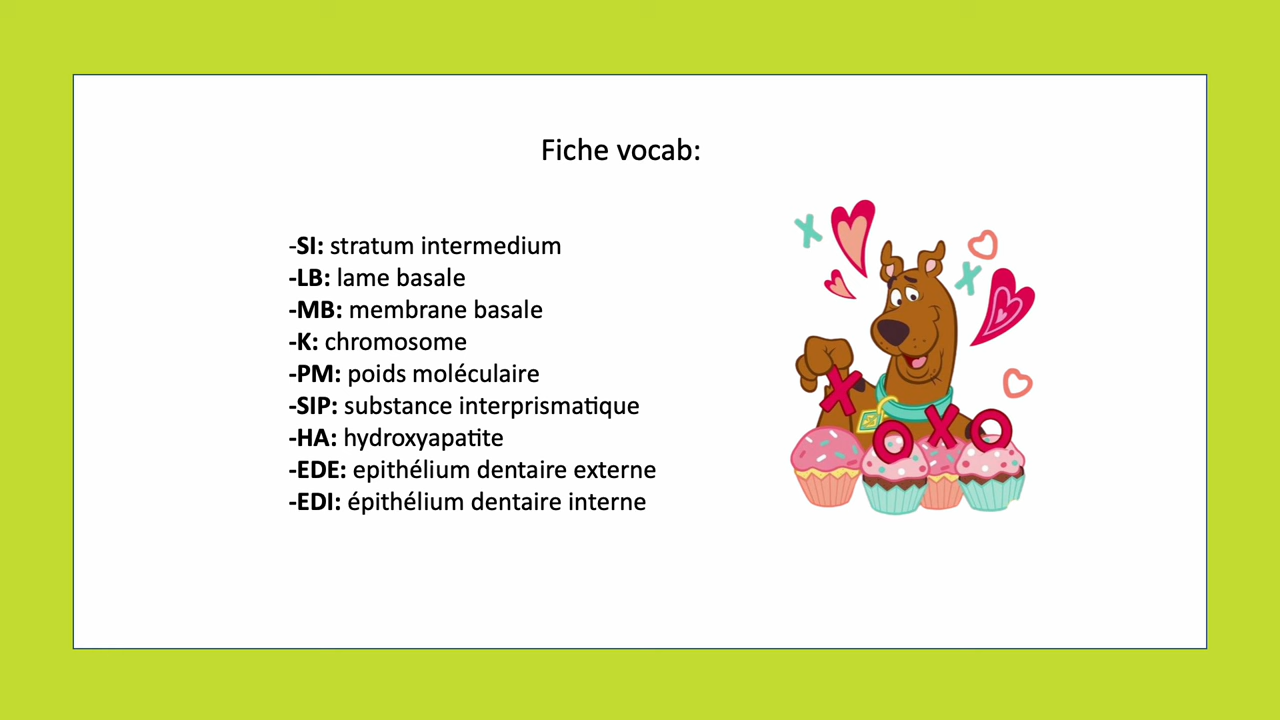 Fiche vocab:
-SI: stratum intermedium
-LB: lame basale
-MB: membrane basale
-K: chromosome
-PM: poids moléculaire
-SIP: substance interprismatique
-HA: hydroxyapatite
-EDE: epithélium dentaire externe
-EDI: épithélium dentaire interne
X
X
X O X O